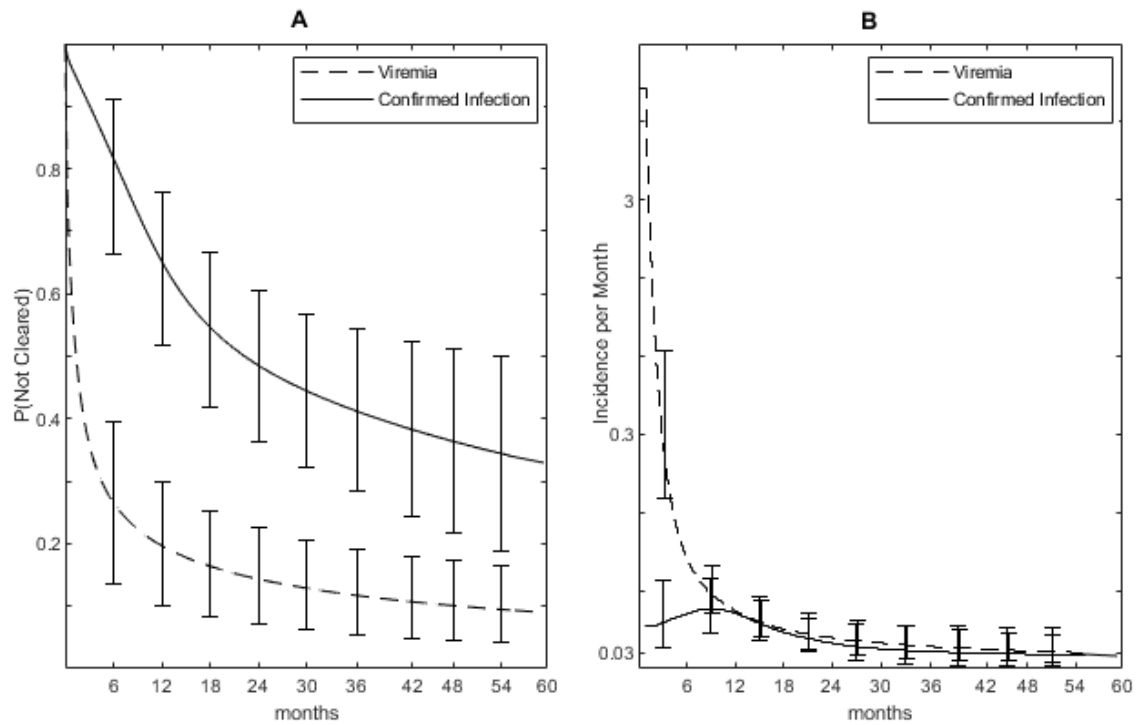 A
Viremia
Confirmed Infection
P(Not Cleared)
0.8
0.6
0.4
0.2
6 12 18 24 30 36 42 48 54 60
months
B
Viremia
Confirmed Infection
Incidence per Month
3
0.3
0.03
6 12 18 24 30 36 42 48 54 60
months